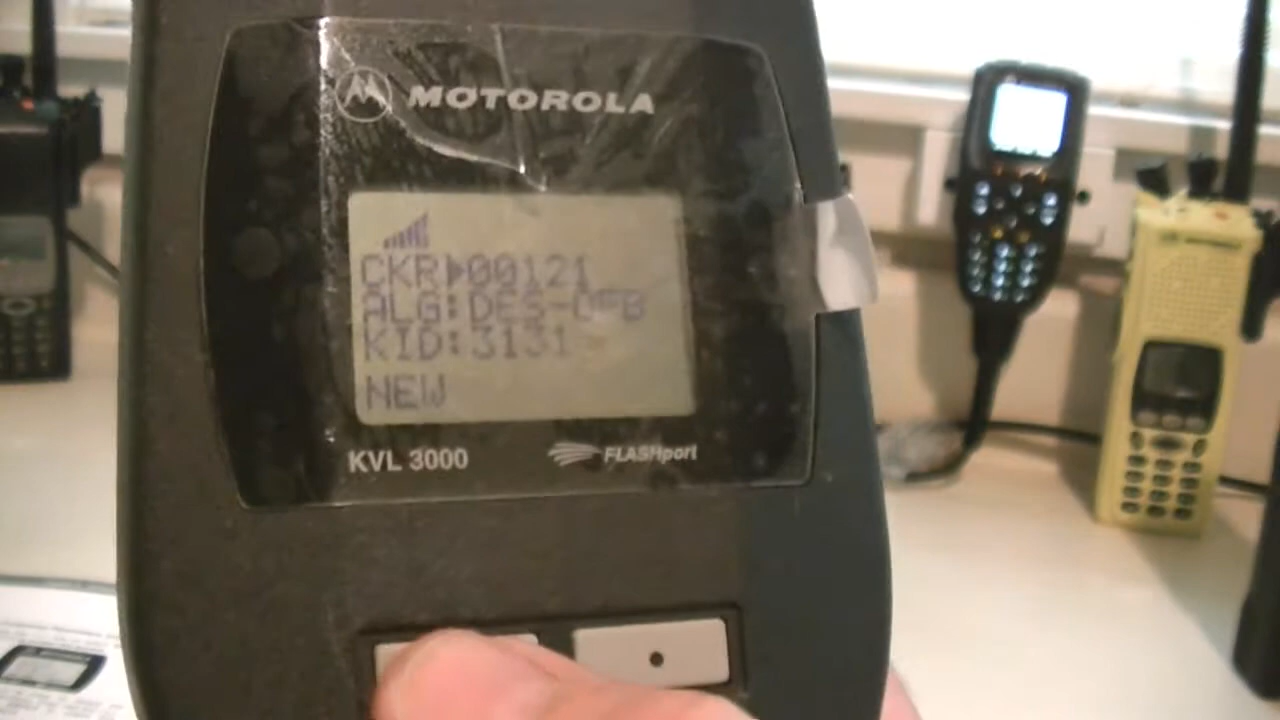 MOTOROLA
CKR▶00121
ALG:DES-OFB
KID:3131
NEW
KVL 3000
FLASHport